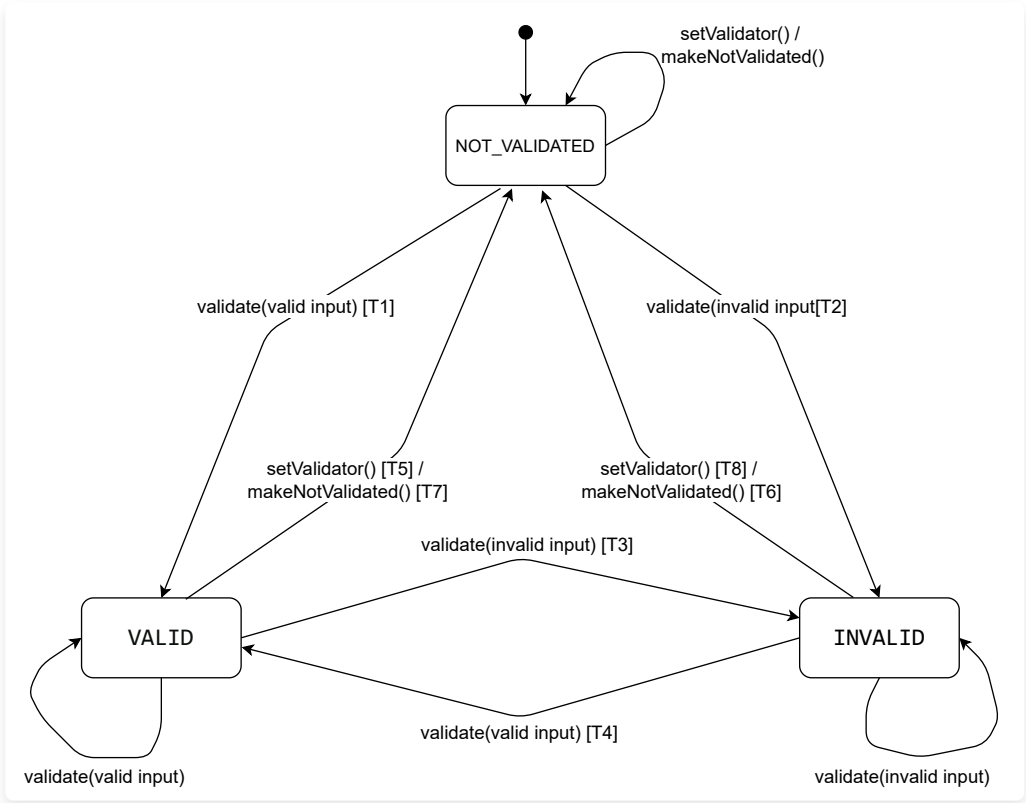 setValidator() /
makeNotValidated()
NOT_VALIDATED
validate(valid input) [T1]
validate(invalid input[T2]
setValidator() [T5] /
makeNotValidated() [T7]
setValidator() [T8] /
makeNotValidated() [T6]
validate(invalid input) [T3]
VALID
INVALID
validate(valid input) [T4]
validate(valid input)
validate(invalid input)